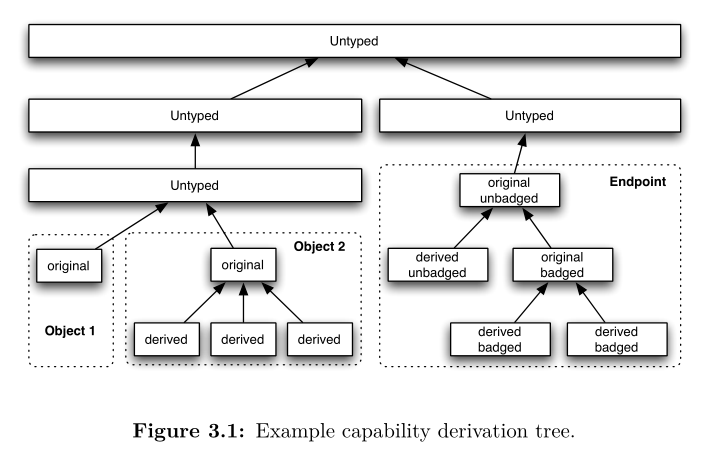 Untyped
Untyped
Untyped
Untyped
original
unbadged
Endpoint
Object 2
original
original
derived
unbadged
original
badged
Object 1
derived
derived
derived
derived
badged
derived
badged
Figure 3.1: Example capability derivation tree.